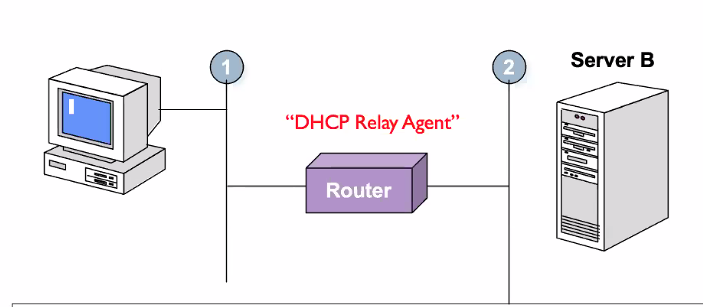 1
2
Server B
“DHCP Relay Agent”
Router